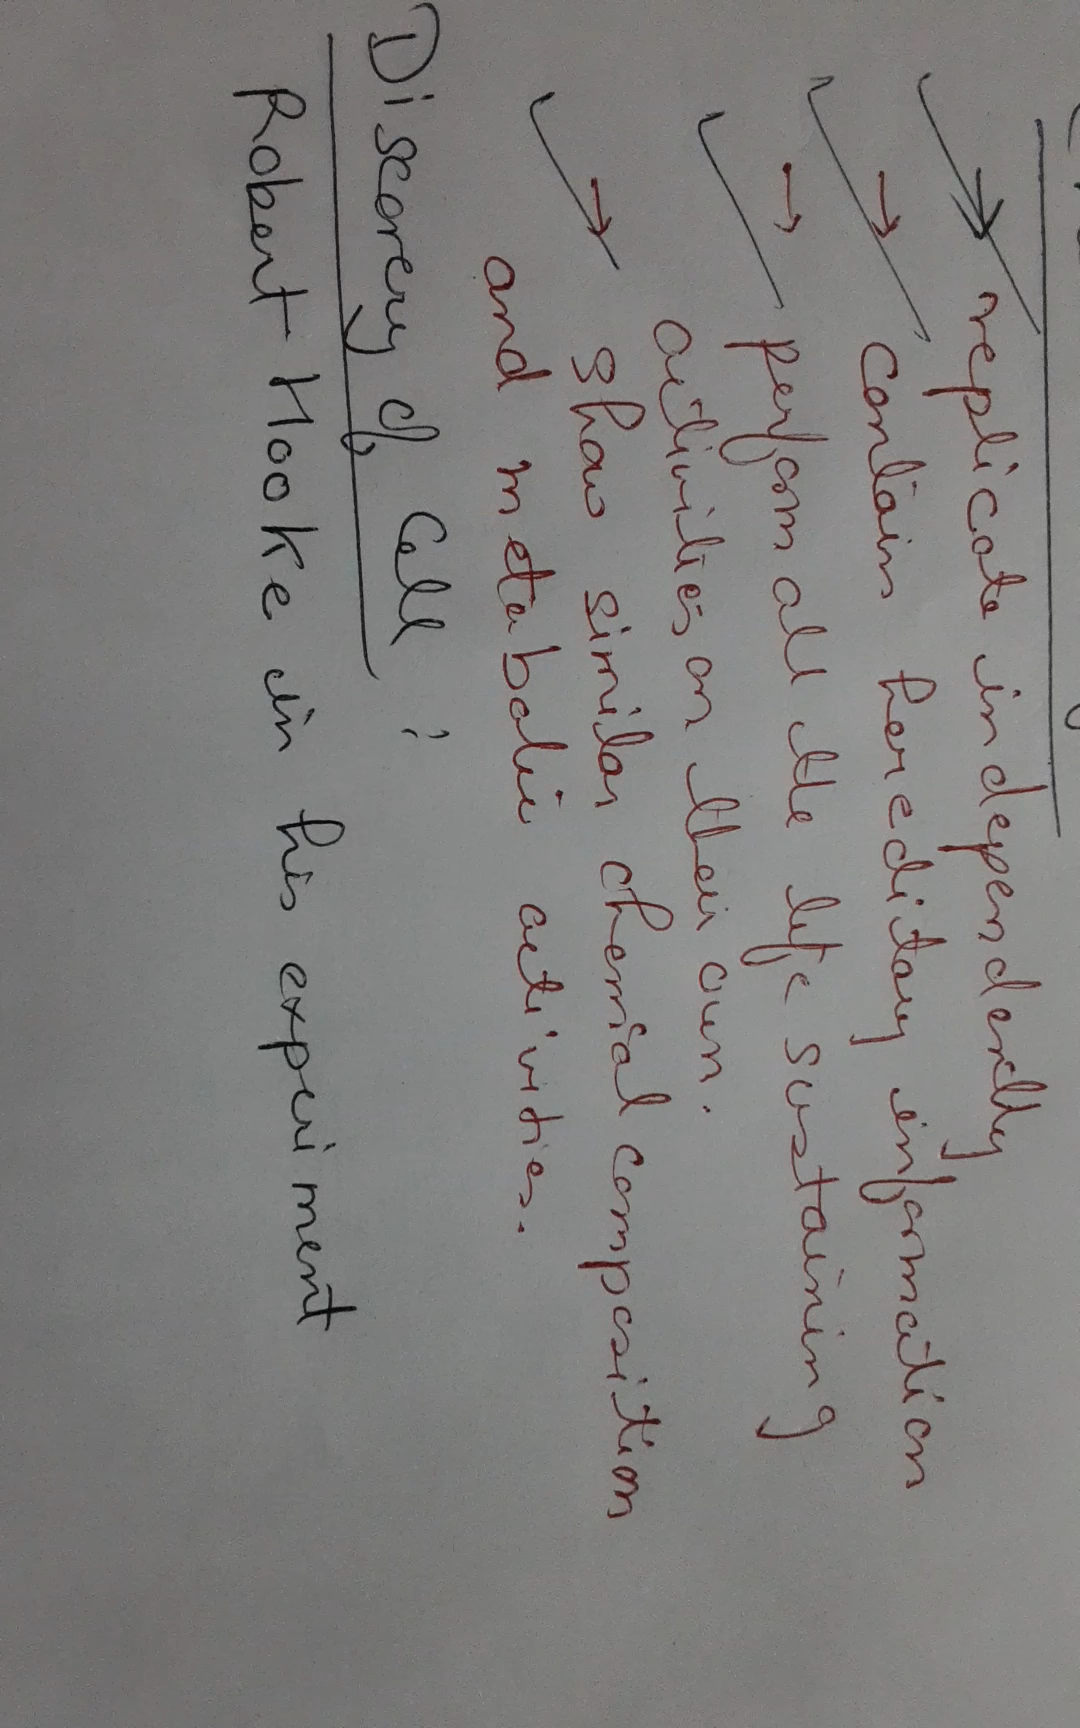 → replicate independently
→ contain hereditary information
→ perform all the life sustaining
activities on their own.
→ show similar chemical composition
and metabolic activities.
Discovery of Cell :
Robert Hooke in his experiment